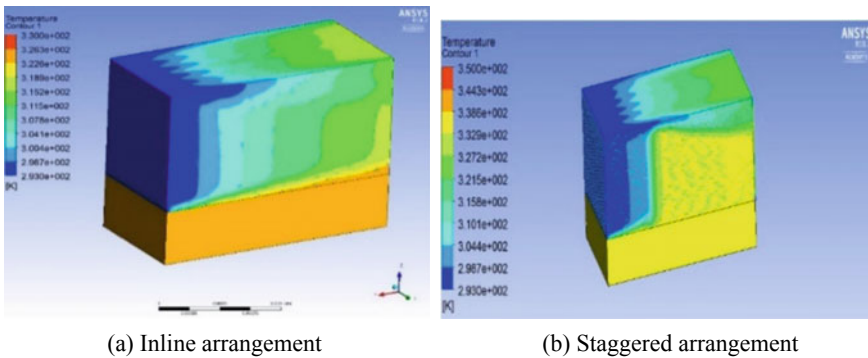 Temperature
Contour 1
3.300e+002
3.263e+002
3.226e+002
3.189e+002
3.152e+002
3.115e+002
3.078e+002
3.041e+002
3.004e+002
2.967e+002
2.930e+002
[K]
ANSYS
(a) Inline arrangement
Temperature
Contour 1
3.500e+002
3.443e+002
3.386e+002
3.329e+002
3.272e+002
3.215e+002
3.158e+002
3.101e+002
3.044e+002
2.987e+002
2.930e+002
[K]
ANSYS
(b) Staggered arrangement